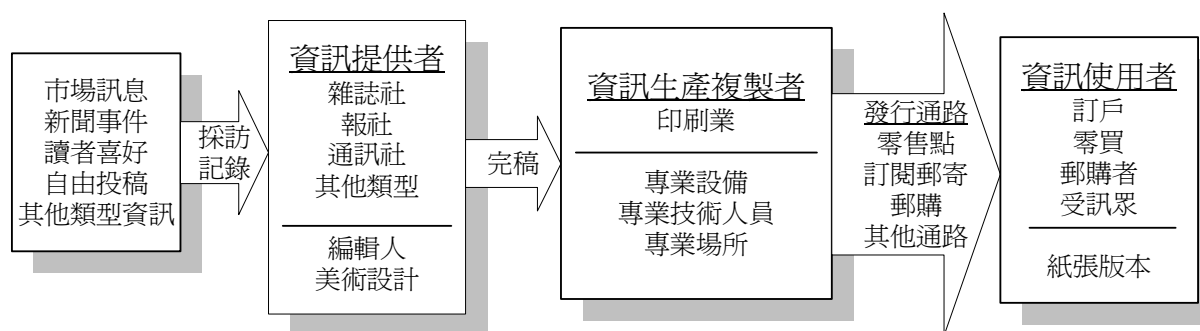 市場訊息
新聞事件
讀者喜好
自由投稿
其他類型資訊
採訪
記錄
資訊提供者
雜誌社
報社
通訊社
其他類型
編輯人
美術設計
完稿
資訊生產複製者
印刷業
專業設備
專業技術人員
專業場所
發行通路
零售點
訂閱郵寄
郵購
其他通路
資訊使用者
訂戶
零買
郵購者
受訊眾
紙張版本